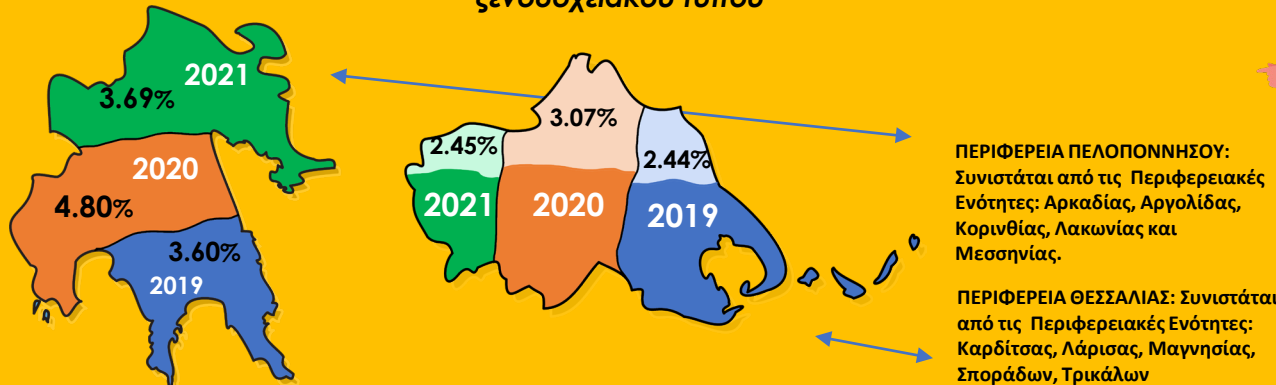 ξενοδοχειακού τύπου
2021
3.69%
2020
4.80%
3.60%
2019
3.07%
2.45%
2.44%
2021
2020
2019
ΠΕΡΙΦΕΡΕΙΑ ΠΕΛΟΠΟΝΝΗΣΟΥ:
Συνιστάται από τις Περιφερειακές
Ενότητες: Αρκαδίας, Αργολίδας,
Κορινθίας, Λακωνίας και
Μεσσηνίας.
ΠΕΡΙΦΕΡΕΙΑ ΘΕΣΣΑΛΙΑΣ: Συνιστάται
από τις Περιφερειακές Ενότητες:
Καρδίτσας, Λάρισας, Μαγνησίας,
Σποράδων, Τρικάλων